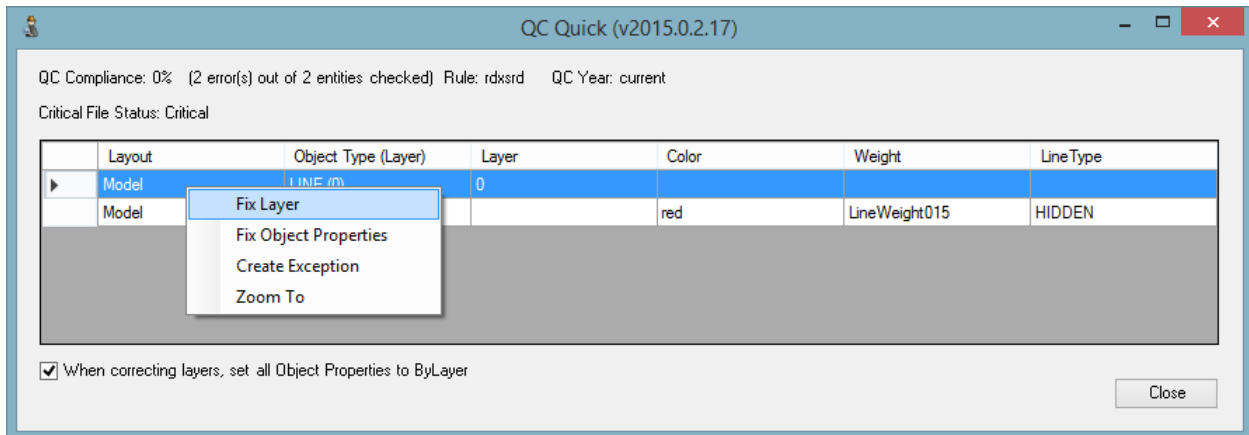 QC Quick (v2015.0.2.17)
QC Compliance: 0% (2 error(s) out of 2 entities checked) Rule: rdxsrd QC Year: current
Critical File Status: Critical
Layout Object Type (Layer) Layer Color Weight LineType
Model LINE (0) 0
Model red LineWeight015 HIDDEN
Fix Layer
Fix Object Properties
Create Exception
Zoom To
When correcting layers, set all Object Properties to ByLayer
Close